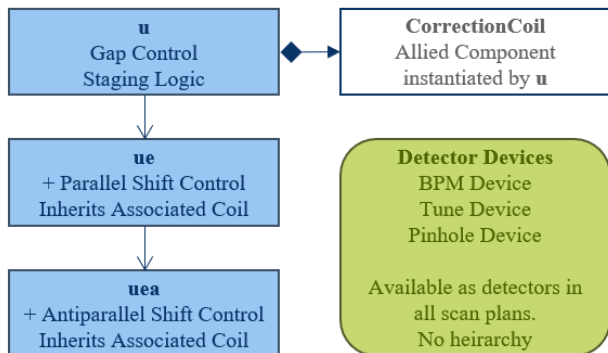 u
Gap Control
Staging Logic
CorrectionCoil
Allied Component
instantiated by u
ue
+ Parallel Shift Control
Inherits Associated Coil
uea
+ Antiparallel Shift Control
Inherits Associated Coil
Detector Devices
BPM Device
Tune Device
Pinhole Device
Available as detectors in
all scan plans.
No heirarchy